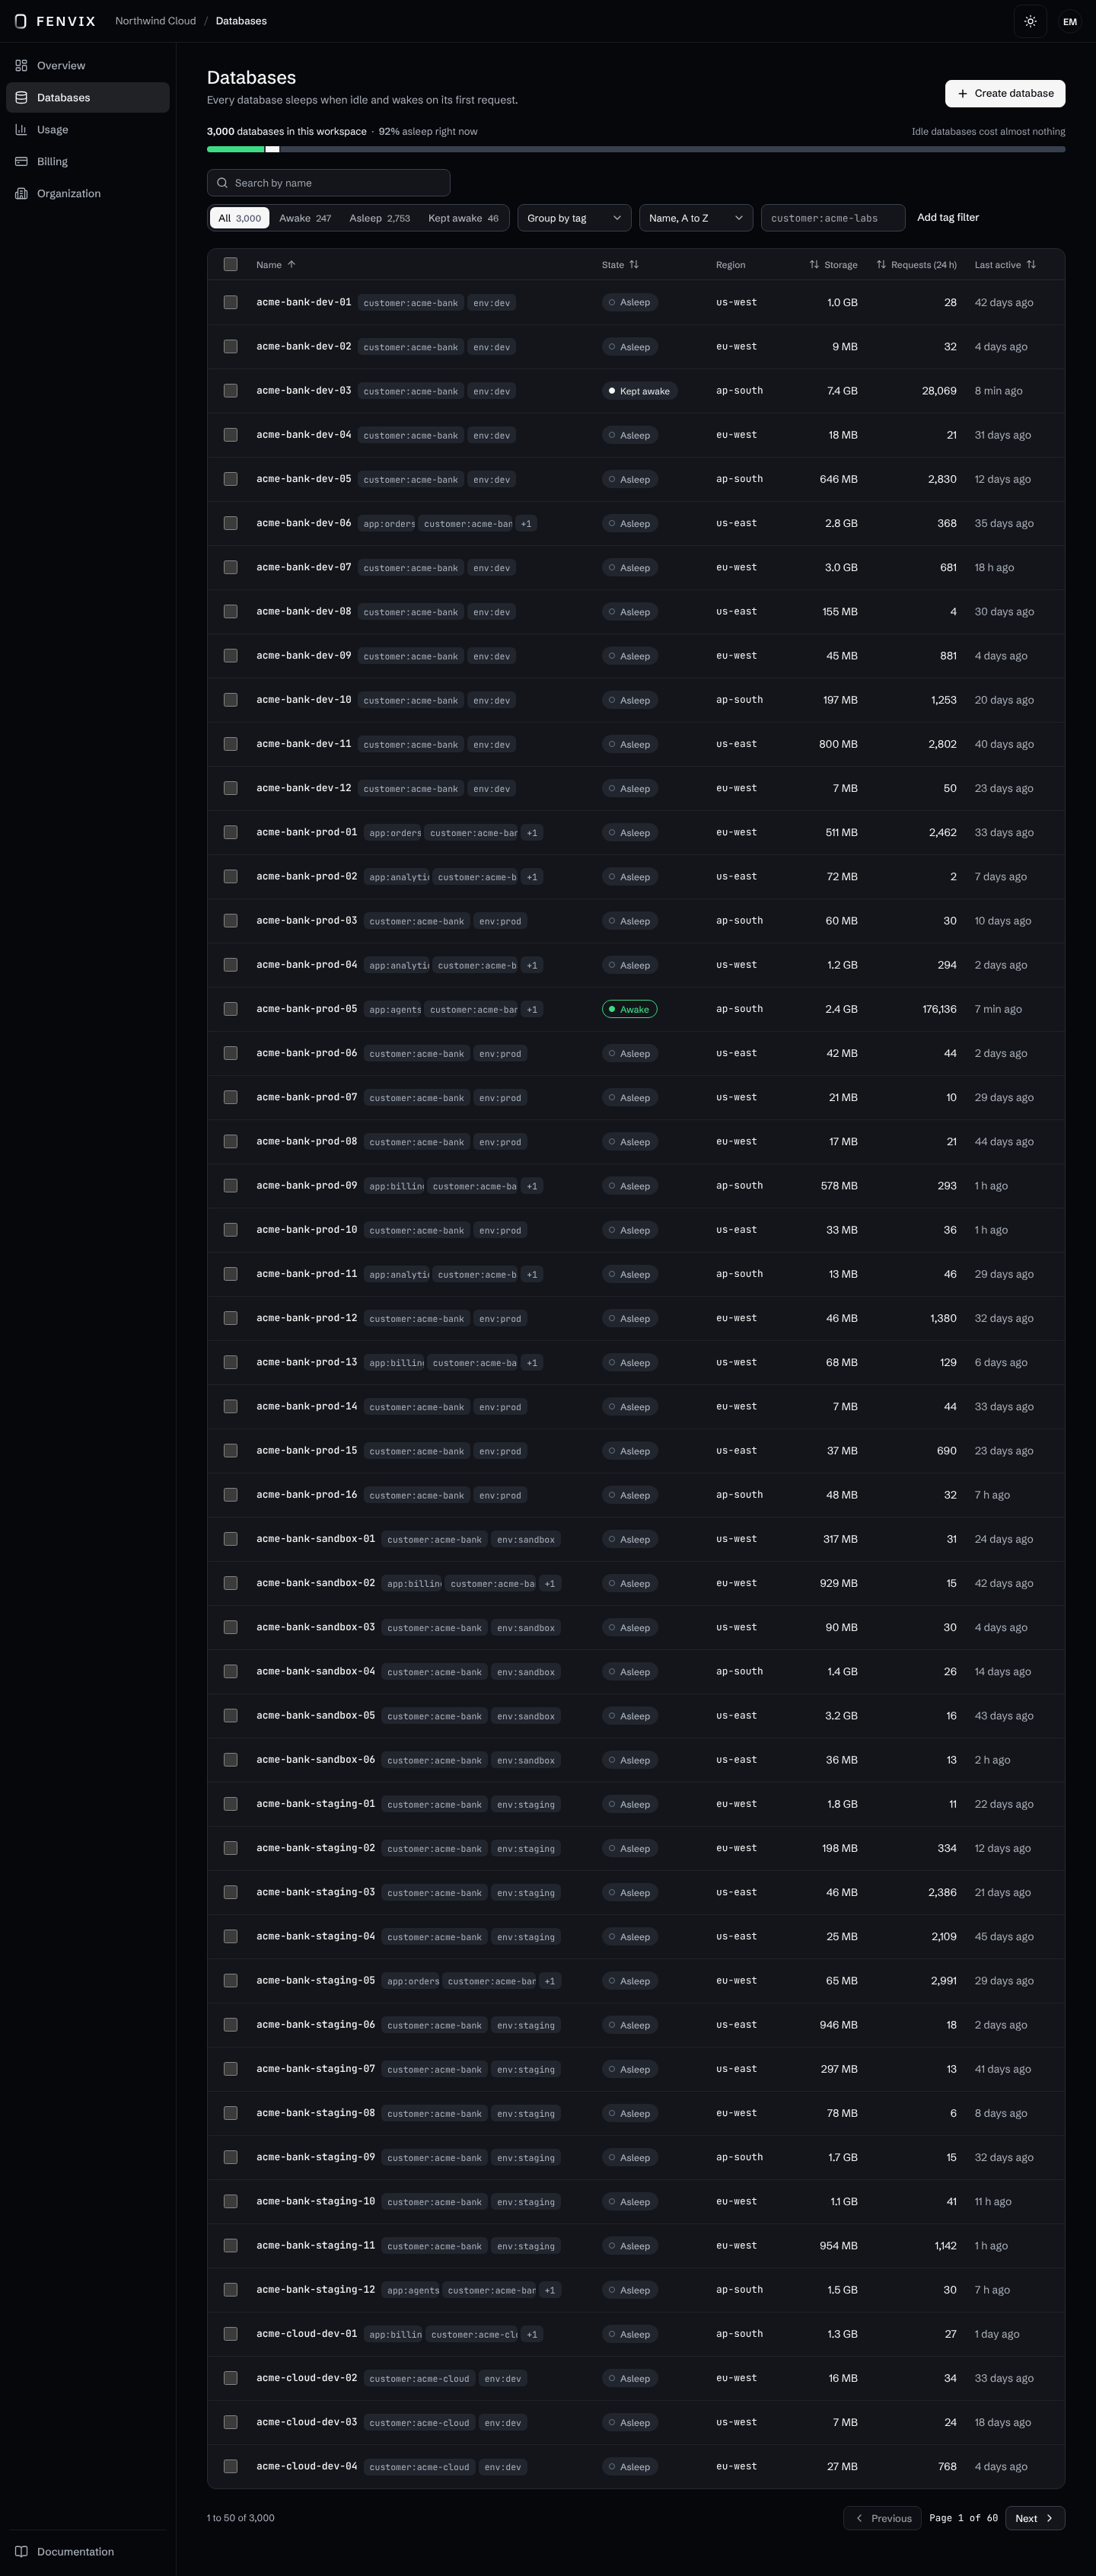 FENVIX Northwind Cloud / Databases EM
Overview
Databases
Usage
Billing
Organization
Databases
Every database sleeps when idle and wakes on its first request.
Create database
3,000 databases in this workspace · 92% asleep right now
Idle databases cost almost nothing
Search by name
All 3,000 Awake 247 Asleep 2,753 Kept awake 46 Group by tag Name, A to Z customer:acme-labs Add tag filter
Name State Region Storage Requests (24 h) Last active
acme-bank-dev-01 customer:acme-bank env:dev Asleep us-west 1.0 GB 28 42 days ago
acme-bank-dev-02 customer:acme-bank env:dev Asleep eu-west 9 MB 32 4 days ago
acme-bank-dev-03 customer:acme-bank env:dev Kept awake ap-south 7.4 GB 28,069 8 min ago
acme-bank-dev-04 customer:acme-bank env:dev Asleep eu-west 18 MB 21 31 days ago
acme-bank-dev-05 customer:acme-bank env:dev Asleep ap-south 646 MB 2,830 12 days ago
acme-bank-dev-06 app:orders customer:acme-ban +1 Asleep us-east 2.8 GB 368 35 days ago
acme-bank-dev-07 customer:acme-bank env:dev Asleep eu-west 3.0 GB 681 18 h ago
acme-bank-dev-08 customer:acme-bank env:dev Asleep us-east 155 MB 4 30 days ago
acme-bank-dev-09 customer:acme-bank env:dev Asleep eu-west 45 MB 881 4 days ago
acme-bank-dev-10 customer:acme-bank env:dev Asleep ap-south 197 MB 1,253 20 days ago
acme-bank-dev-11 customer:acme-bank env:dev Asleep us-east 800 MB 2,802 40 days ago
acme-bank-dev-12 customer:acme-bank env:dev Asleep eu-west 7 MB 50 23 days ago
acme-bank-prod-01 app:orders customer:acme-ban +1 Asleep eu-west 511 MB 2,462 33 days ago
acme-bank-prod-02 app:analytic customer:acme-b +1 Asleep us-east 72 MB 2 7 days ago
acme-bank-prod-03 customer:acme-bank env:prod Asleep ap-south 60 MB 30 10 days ago
acme-bank-prod-04 app:analytic customer:acme-b +1 Asleep us-west 1.2 GB 294 2 days ago
acme-bank-prod-05 app:agents customer:acme-ban +1 Awake ap-south 2.4 GB 176,136 7 min ago
acme-bank-prod-06 customer:acme-bank env:prod Asleep us-east 42 MB 44 2 days ago
acme-bank-prod-07 customer:acme-bank env:prod Asleep us-west 21 MB 10 29 days ago
acme-bank-prod-08 customer:acme-bank env:prod Asleep eu-west 17 MB 21 44 days ago
acme-bank-prod-09 app:billing customer:acme-ba +1 Asleep ap-south 578 MB 293 1 h ago
acme-bank-prod-10 customer:acme-bank env:prod Asleep us-east 33 MB 36 1 h ago
acme-bank-prod-11 app:analytic customer:acme-b +1 Asleep ap-south 13 MB 46 29 days ago
acme-bank-prod-12 customer:acme-bank env:prod Asleep eu-west 46 MB 1,380 32 days ago
acme-bank-prod-13 app:billing customer:acme-ba +1 Asleep us-west 68 MB 129 6 days ago
acme-bank-prod-14 customer:acme-bank env:prod Asleep eu-west 7 MB 44 33 days ago
acme-bank-prod-15 customer:acme-bank env:prod Asleep us-east 37 MB 690 23 days ago
acme-bank-prod-16 customer:acme-bank env:prod Asleep ap-south 48 MB 32 7 h ago
acme-bank-sandbox-01 customer:acme-bank env:sandbox Asleep us-west 317 MB 31 24 days ago
acme-bank-sandbox-02 app:billing customer:acme-ba +1 Asleep eu-west 929 MB 15 42 days ago
acme-bank-sandbox-03 customer:acme-bank env:sandbox Asleep us-west 90 MB 30 4 days ago
acme-bank-sandbox-04 customer:acme-bank env:sandbox Asleep ap-south 1.4 GB 26 14 days ago
acme-bank-sandbox-05 customer:acme-bank env:sandbox Asleep us-east 3.2 GB 16 43 days ago
acme-bank-sandbox-06 customer:acme-bank env:sandbox Asleep us-east 36 MB 13 2 h ago
acme-bank-staging-01 customer:acme-bank env:staging Asleep eu-west 1.8 GB 11 22 days ago
acme-bank-staging-02 customer:acme-bank env:staging Asleep eu-west 198 MB 334 12 days ago
acme-bank-staging-03 customer:acme-bank env:staging Asleep us-east 46 MB 2,386 21 days ago
acme-bank-staging-04 customer:acme-bank env:staging Asleep us-east 25 MB 2,109 45 days ago
acme-bank-staging-05 app:orders customer:acme-ban +1 Asleep eu-west 65 MB 2,991 29 days ago
acme-bank-staging-06 customer:acme-bank env:staging Asleep us-east 946 MB 18 2 days ago
acme-bank-staging-07 customer:acme-bank env:staging Asleep us-east 297 MB 13 41 days ago
acme-bank-staging-08 customer:acme-bank env:staging Asleep eu-west 78 MB 6 8 days ago
acme-bank-staging-09 customer:acme-bank env:staging Asleep ap-south 1.7 GB 15 32 days ago
acme-bank-staging-10 customer:acme-bank env:staging Asleep eu-west 1.1 GB 41 11 h ago
acme-bank-staging-11 customer:acme-bank env:staging Asleep eu-west 954 MB 1,142 1 h ago
acme-bank-staging-12 app:agents customer:acme-ban +1 Asleep ap-south 1.5 GB 30 7 h ago
acme-cloud-dev-01 app:billin customer:acme-clo +1 Asleep ap-south 1.3 GB 27 1 day ago
acme-cloud-dev-02 customer:acme-cloud env:dev Asleep eu-west 16 MB 34 33 days ago
acme-cloud-dev-03 customer:acme-cloud env:dev Asleep us-west 7 MB 24 18 days ago
acme-cloud-dev-04 customer:acme-cloud env:dev Asleep eu-west 27 MB 768 4 days ago
1 to 50 of 3,000 Previous Page 1 of 60 Next
Documentation